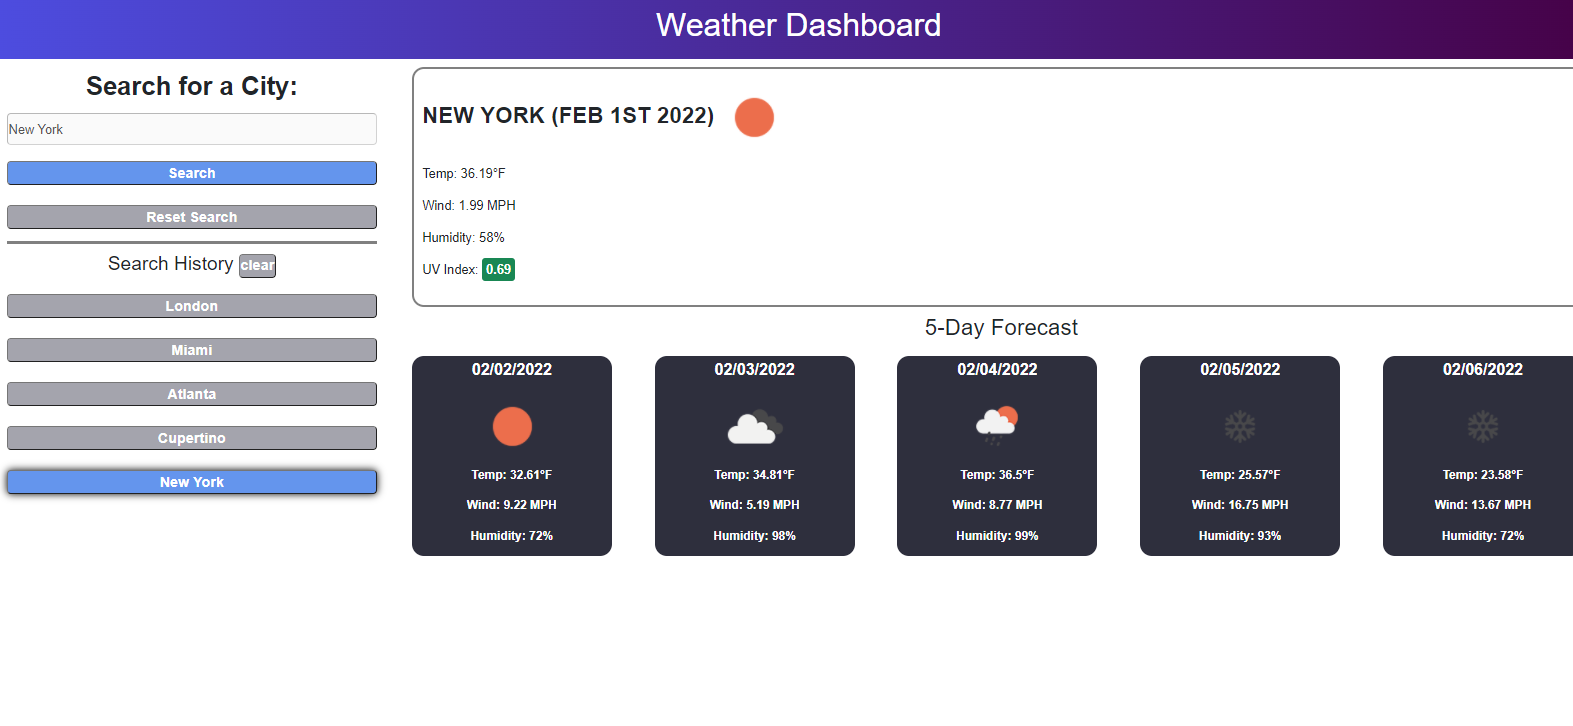 Weather Dashboard
Search for a City:
New York
Search
Reset Search
Search History clear
London
Miami
Atlanta
Cupertino
New York
NEW YORK (FEB 1ST 2022)
Temp: 36.19°F
Wind: 1.99 MPH
Humidity: 58%
UV Index: 0.69
5-Day Forecast
02/02/2022
Temp: 32.61°F
Wind: 9.22 MPH
Humidity: 72%
02/03/2022
Temp: 34.81°F
Wind: 5.19 MPH
Humidity: 98%
02/04/2022
Temp: 36.5°F
Wind: 8.77 MPH
Humidity: 99%
02/05/2022
Temp: 25.57°F
Wind: 16.75 MPH
Humidity: 93%
02/06/2022
Temp: 23.58°F
Wind: 13.67 MPH
Humidity: 72%